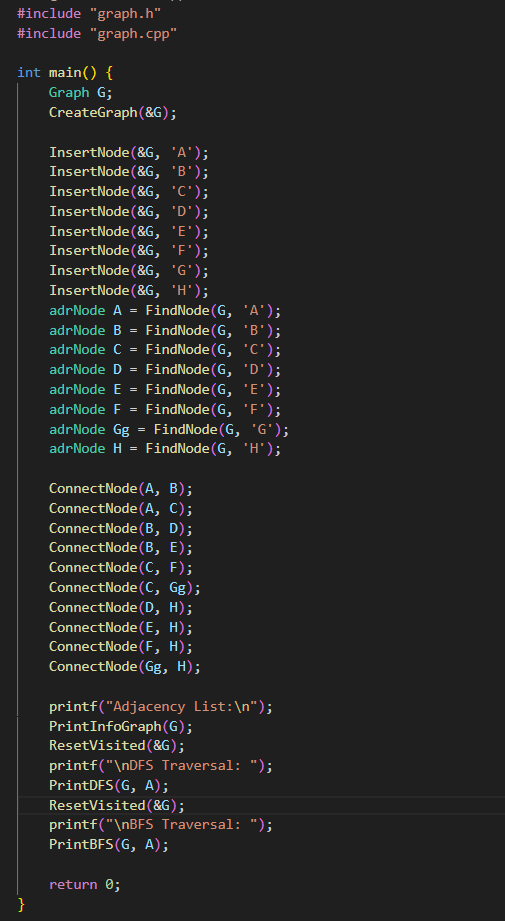 #include "graph.h"
#include "graph.cpp"
int main() {
Graph G;
CreateGraph(&G);
InsertNode(&G, 'A');
InsertNode(&G, 'B');
InsertNode(&G, 'C');
InsertNode(&G, 'D');
InsertNode(&G, 'E');
InsertNode(&G, 'F');
InsertNode(&G, 'G');
InsertNode(&G, 'H');
adrNode A = FindNode(G, 'A');
adrNode B = FindNode(G, 'B');
adrNode C = FindNode(G, 'C');
adrNode D = FindNode(G, 'D');
adrNode E = FindNode(G, 'E');
adrNode F = FindNode(G, 'F');
adrNode Gg = FindNode(G, 'G');
adrNode H = FindNode(G, 'H');
ConnectNode(A, B);
ConnectNode(A, C);
ConnectNode(B, D);
ConnectNode(B, E);
ConnectNode(C, F);
ConnectNode(C, Gg);
ConnectNode(D, H);
ConnectNode(E, H);
ConnectNode(F, H);
ConnectNode(Gg, H);
printf("Adjacency List:\n");
PrintInfoGraph(G);
ResetVisited(&G);
printf("\nDFS Traversal: ");
PrintDFS(G, A);
ResetVisited(&G);
printf("\nBFS Traversal: ");
PrintBFS(G, A);
return 0;
}